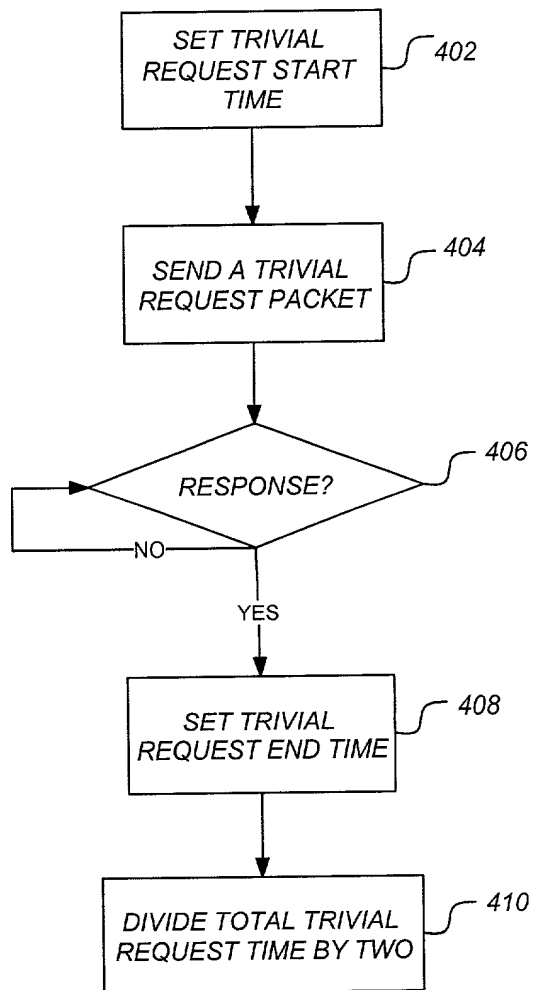 SET TRIVIAL
REQUEST START
TIME
402
SEND A TRIVIAL
REQUEST PACKET
404
RESPONSE?
406
NO
YES
SET TRIVIAL
REQUEST END TIME
408
DIVIDE TOTAL TRIVIAL
REQUEST TIME BY TWO
410